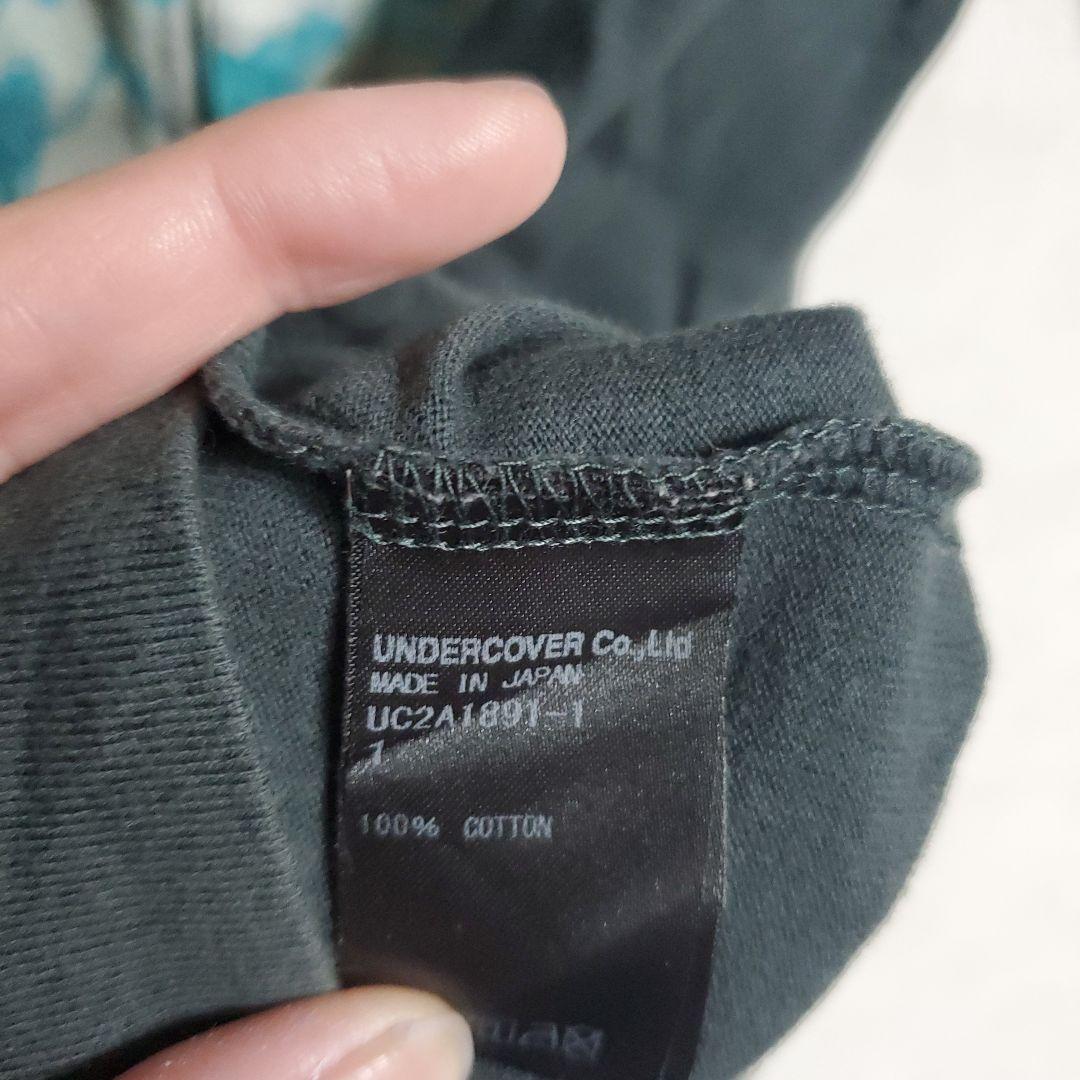 UNDERCOVER Co.,Ltd
MADE IN JAPAN
UC2A1891-1
1
100% COTTON